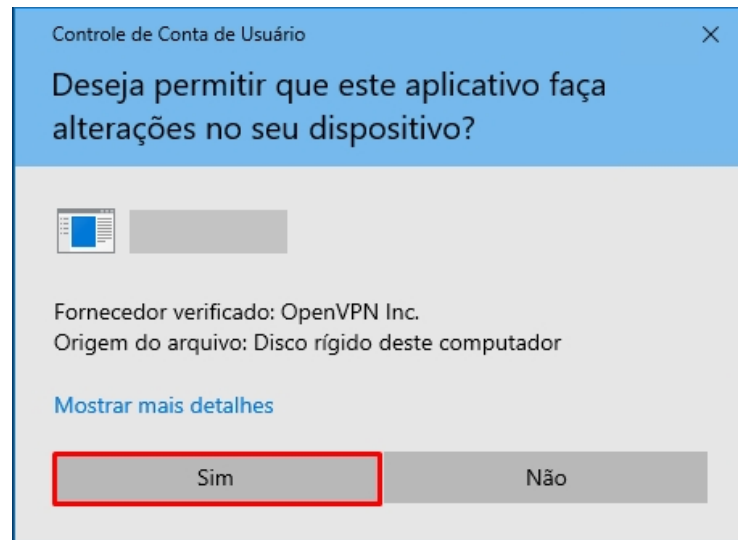 Controle de Conta de Usuário
Deseja permitir que este aplicativo faça
alterações no seu dispositivo?
Fornecedor verificado: OpenVPN Inc.
Origem do arquivo: Disco rígido deste computador
Mostrar mais detalhes
Sim Não